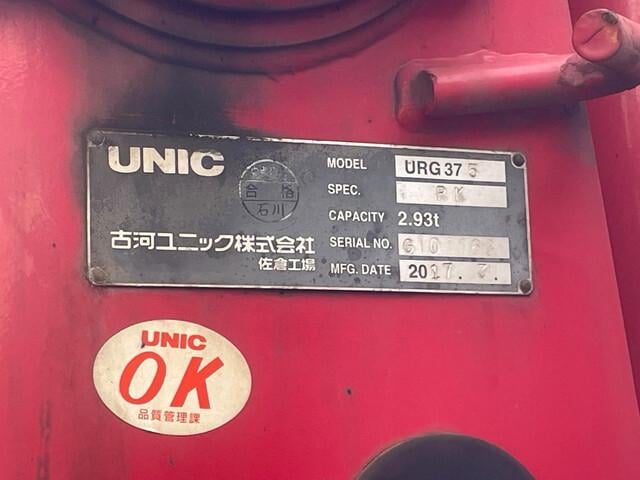 UNIC
合格
石川
古河ユニック株式会社
佐倉工場
MODEL URG375
SPEC. RK
CAPACITY 2.93t
SERIAL NO.
MFG. DATE 2017.7.
UNIC
OK
品質管理課